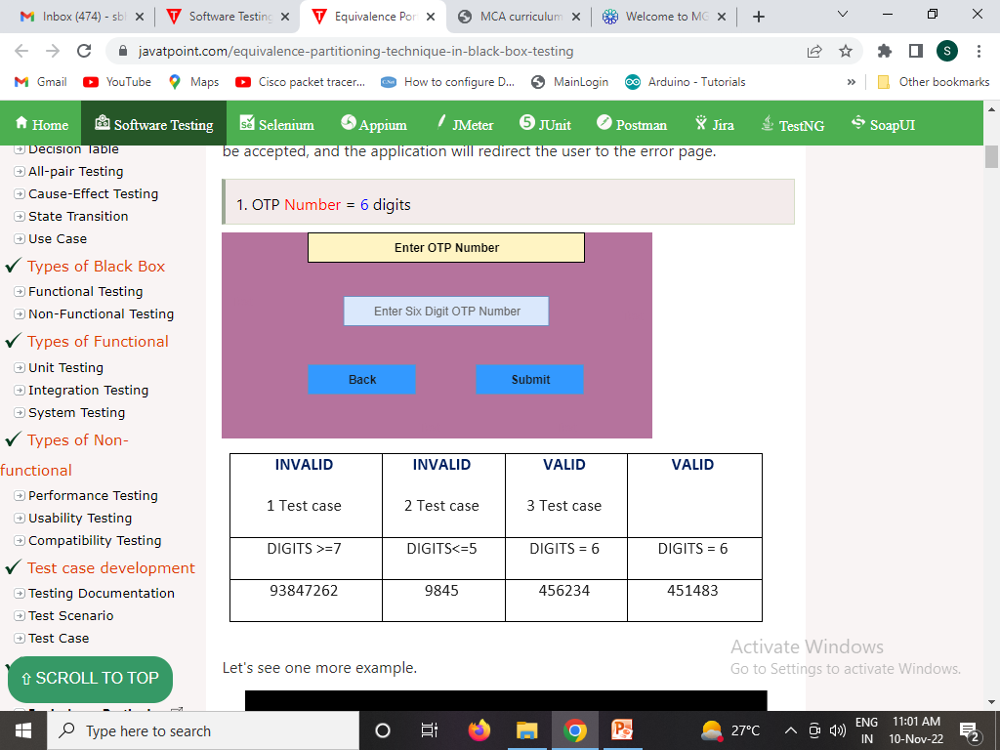 Inbox (474) - sb
Software Testing
Equivalence Par
MCA curriculum
Welcome to MG
javatpoint.com/equivalence-partitioning-technique-in-black-box-testing
S
Gmail
YouTube
Maps
Cisco packet tracer...
How to configure D...
MainLogin
Arduino - Tutorials
»
Other bookmarks
Home
Software Testing
Selenium
Appium
JMeter
JUnit
Postman
Jira
TestNG
SoapUI
Decision Table
All-pair Testing
Cause-Effect Testing
State Transition
Use Case
Types of Black Box
Functional Testing
Non-Functional Testing
Types of Functional
Unit Testing
Integration Testing
System Testing
Types of Non-
functional
Performance Testing
Usability Testing
Compatibility Testing
Test case development
Testing Documentation
Test Scenario
Test Case
⇧ SCROLL TO TOP
be accepted, and the application will redirect the user to the error page.
1. OTP Number = 6 digits
Enter OTP Number
Enter Six Digit OTP Number
Back Submit
INVALID INVALID VALID VALID
1 Test case 2 Test case 3 Test case
DIGITS >=7 DIGITS<=5 DIGITS = 6 DIGITS = 6
93847262 9845 456234 451483
Let's see one more example.
Activate Windows
Go to Settings to activate Windows.
Type here to search
27°C
ENG
IN
11:01 AM
10-Nov-22
2